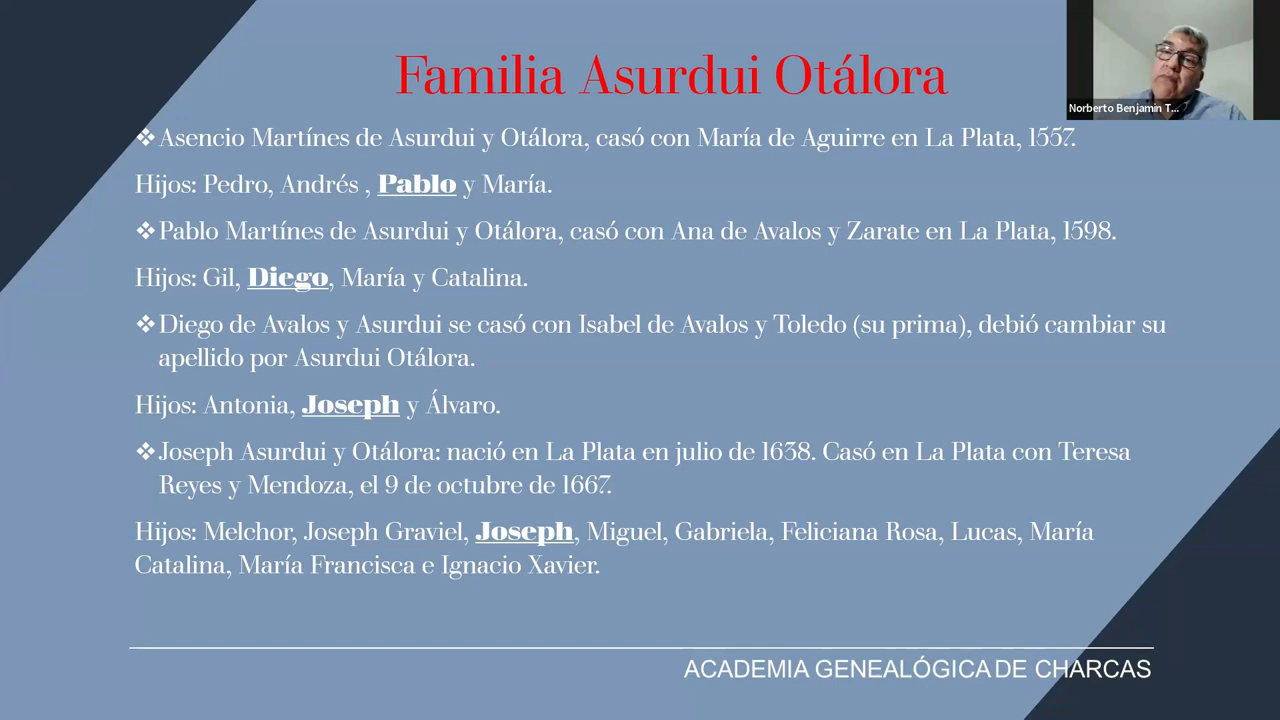 Familia Asurdui Otálora
Norberto Benjamin T...
❖Asencio Martínes de Asurdui y Otálora, casó con María de Aguirre en La Plata, 1557.
Hijos: Pedro, Andrés , Pablo y María.
❖Pablo Martínes de Asurdui y Otálora, casó con Ana de Avalos y Zarate en La Plata, 1598.
Hijos: Gil, Diego, María y Catalina.
❖Diego de Avalos y Asurdui se casó con Isabel de Avalos y Toledo (su prima), debió cambiar su
apellido por Asurdui Otálora.
Hijos: Antonia, Joseph y Álvaro.
❖Joseph Asurdui y Otálora: nació en La Plata en julio de 1638. Casó en La Plata con Teresa
Reyes y Mendoza, el 9 de octubre de 1667.
Hijos: Melchor, Joseph Graviel, Joseph, Miguel, Gabriela, Feliciana Rosa, Lucas, María
Catalina, María Francisca e Ignacio Xavier.
ACADEMIA GENEALÓGICA DE CHARCAS